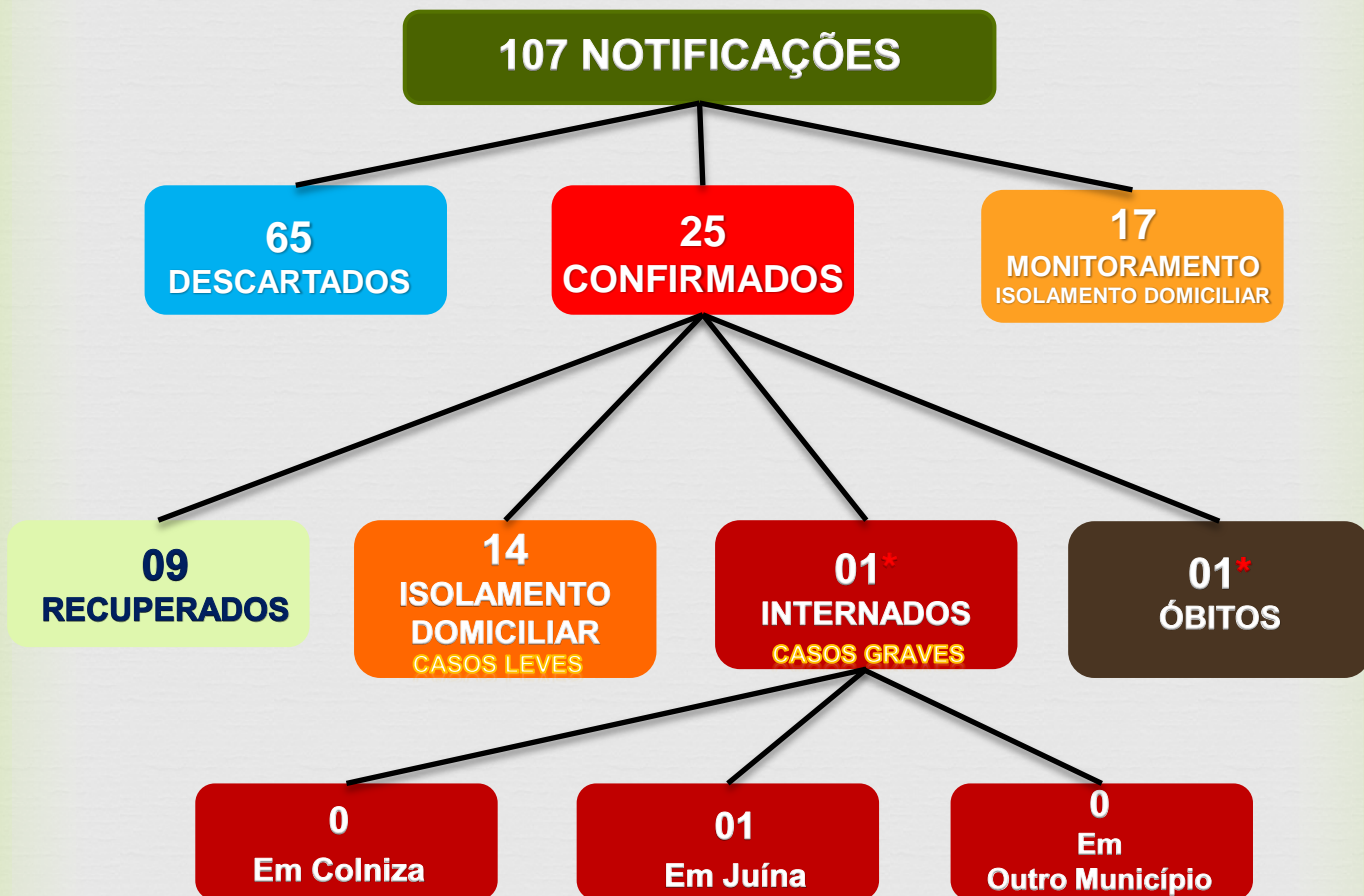 107 NOTIFICAÇÕES
65
DESCARTADOS
25
CONFIRMADOS
17
MONITORAMENTO
ISOLAMENTO DOMICILIAR
09
RECUPERADOS
14
ISOLAMENTO
DOMICILIAR
CASOS LEVES
01*
INTERNADOS
CASOS GRAVES
01*
ÓBITOS
0
Em Colniza
01
Em Juína
0
Em
Outro Município